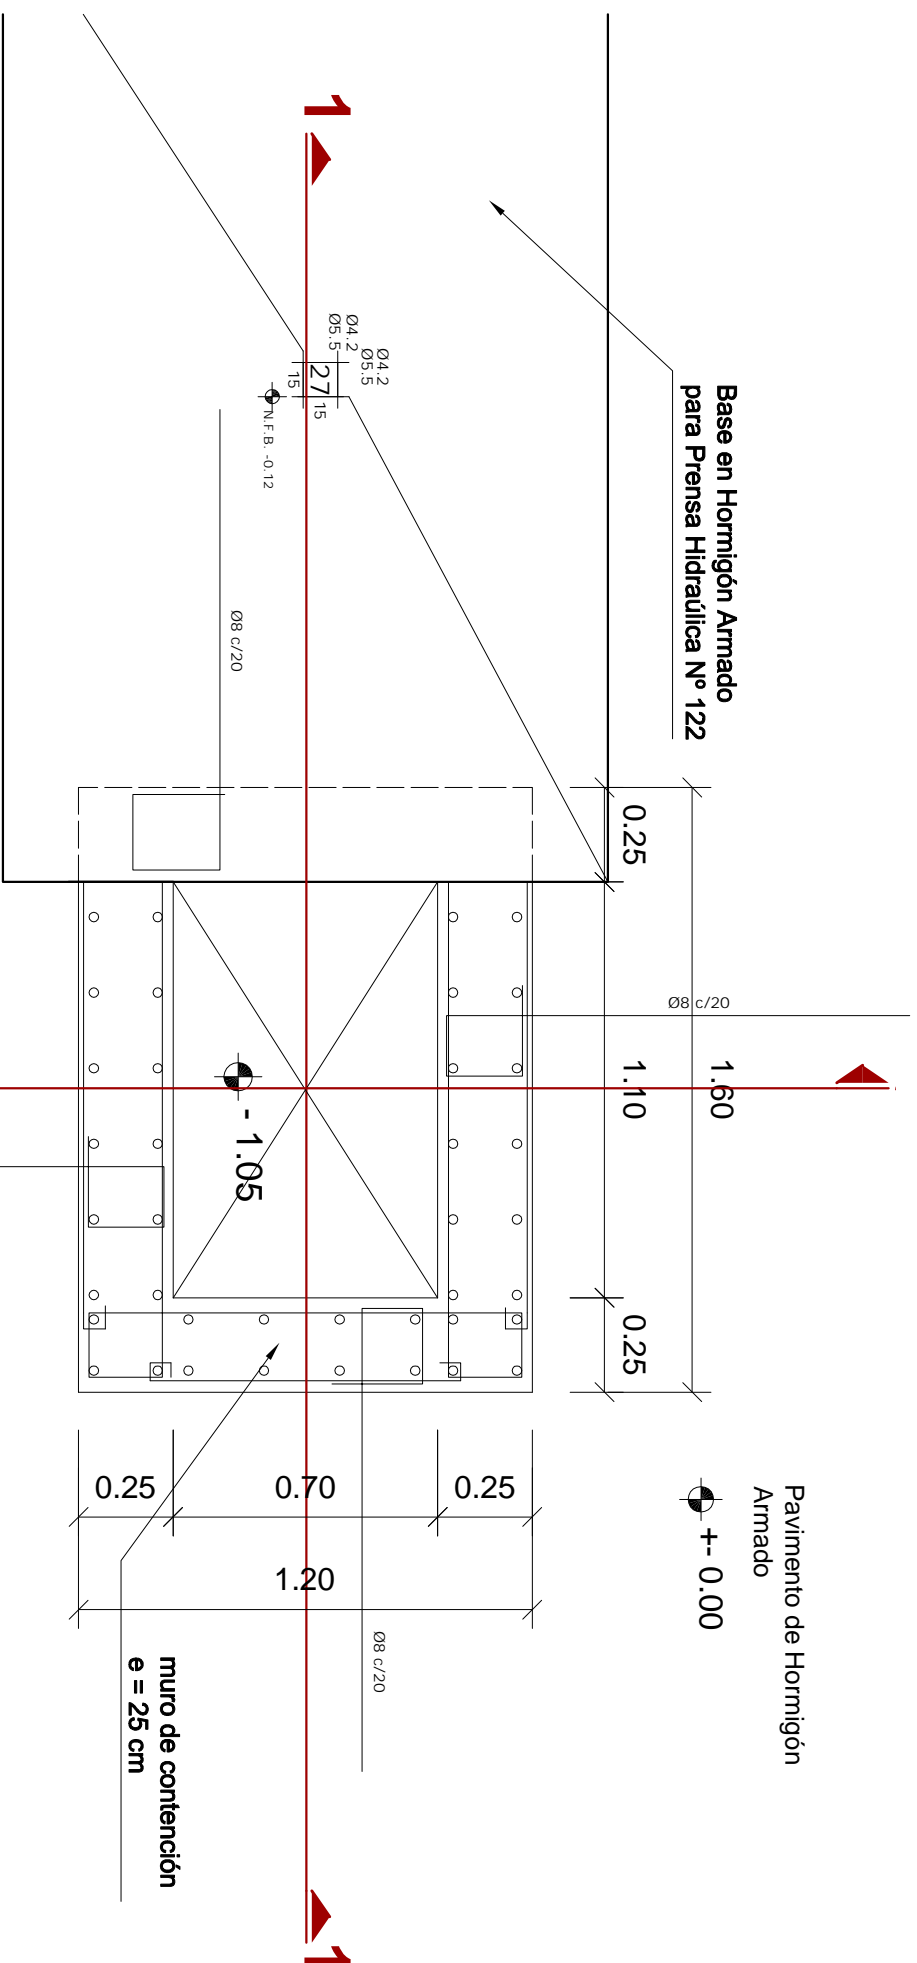 1
Base en Hormigón Armado
para Prensa Hidraúlica Nº 122
Ø4.2
Ø5.5
Ø4.2
Ø5.5
27
15
15
N.F.B. -0.12
Ø8 c/20
0.25
Ø8 c/20
1.60
1.10
- 1.05
0.25
0.25
0.70
0.25
1.20
Pavimento de Hormigón
Armado
+- 0.00
Ø8 c/20
muro de contención
e = 25 cm
1